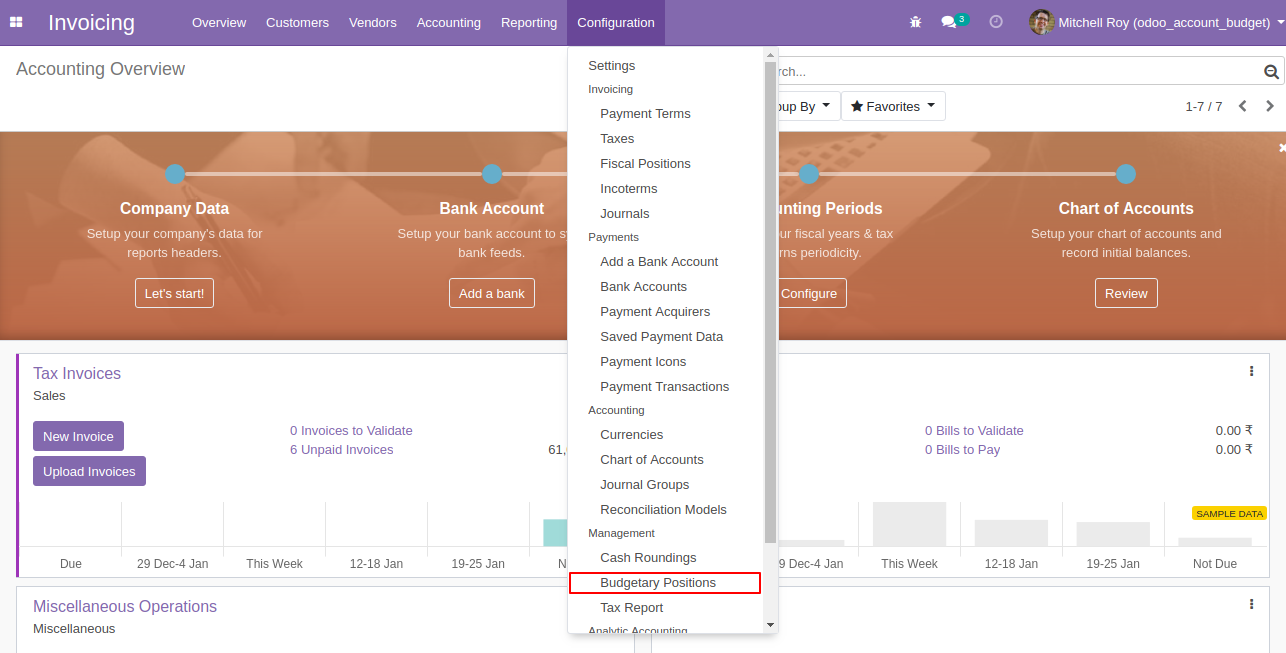 Invoicing
Overview
Customers
Vendors
Accounting
Reporting
Configuration
3
Mitchell Roy (odoo_account_budget)
Accounting Overview
rch...
oup By
Favorites
1-7 / 7
Settings
Invoicing
Payment Terms
Taxes
Fiscal Positions
Incoterms
Journals
Payments
Add a Bank Account
Bank Accounts
Payment Acquirers
Saved Payment Data
Payment Icons
Payment Transactions
Accounting
Currencies
Chart of Accounts
Journal Groups
Reconciliation Models
Management
Cash Roundings
Budgetary Positions
Tax Report
Analytic Accounting
Company Data
Setup your company's data for
reports headers.
Let's start!
Bank Account
Setup your bank account to sy
bank feeds.
Add a bank
unting Periods
ur fiscal years & tax
rns periodicity.
Configure
Chart of Accounts
Setup your chart of accounts and
record initial balances.
Review
Tax Invoices
Sales
New Invoice
Upload Invoices
0 Invoices to Validate
6 Unpaid Invoices
61,
Due
29 Dec-4 Jan
This Week
12-18 Jan
19-25 Jan
N
0 Bills to Validate
0.00 ₹
0 Bills to Pay
0.00 ₹
SAMPLE DATA
9 Dec-4 Jan
This Week
12-18 Jan
19-25 Jan
Not Due
Miscellaneous Operations
Miscellaneous